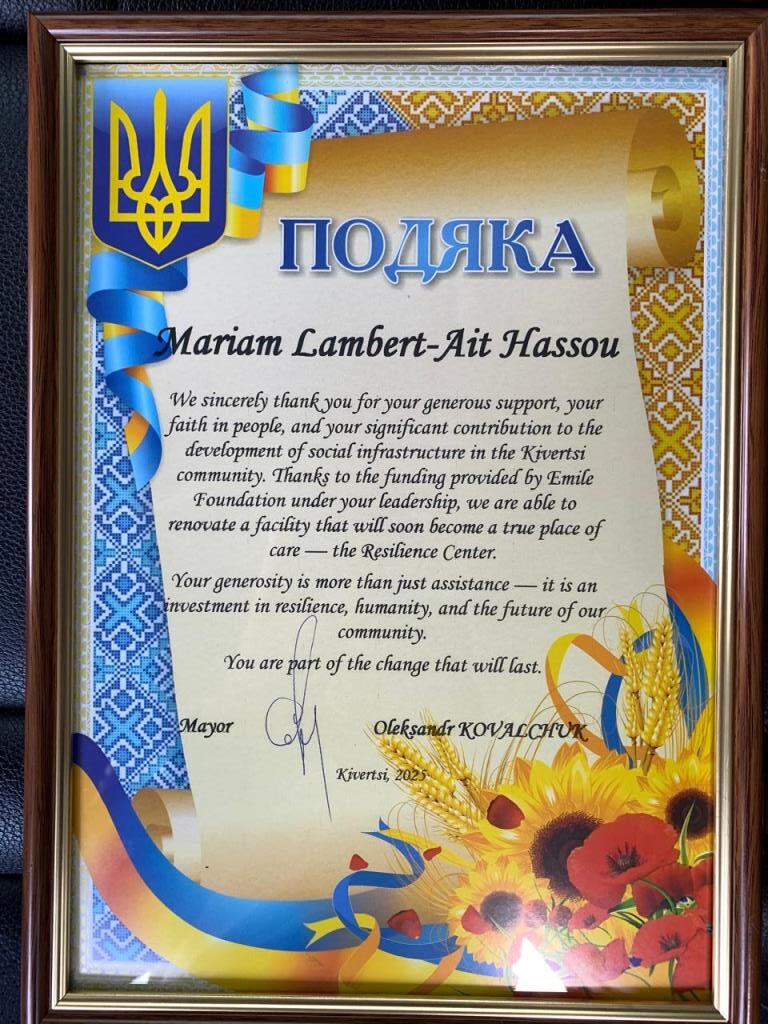 ПОДЯКА
Mariam Lambert-Ait Hassou
We sincerely thank you for your generous support, your
faith in people, and your significant contribution to the
development of social infrastructure in the Kivertsi
community. Thanks to the funding provided by Emile
Foundation under your leadership, we are able to
renovate a facility that will soon become a true place of
care — the Resilience Center.
Your generosity is more than just assistance — it is an
investment in resilience, humanity, and the future of our
community.
You are part of the change that will last.
Mayor Oleksandr KOVALCHUK
Kivertsi, 2025